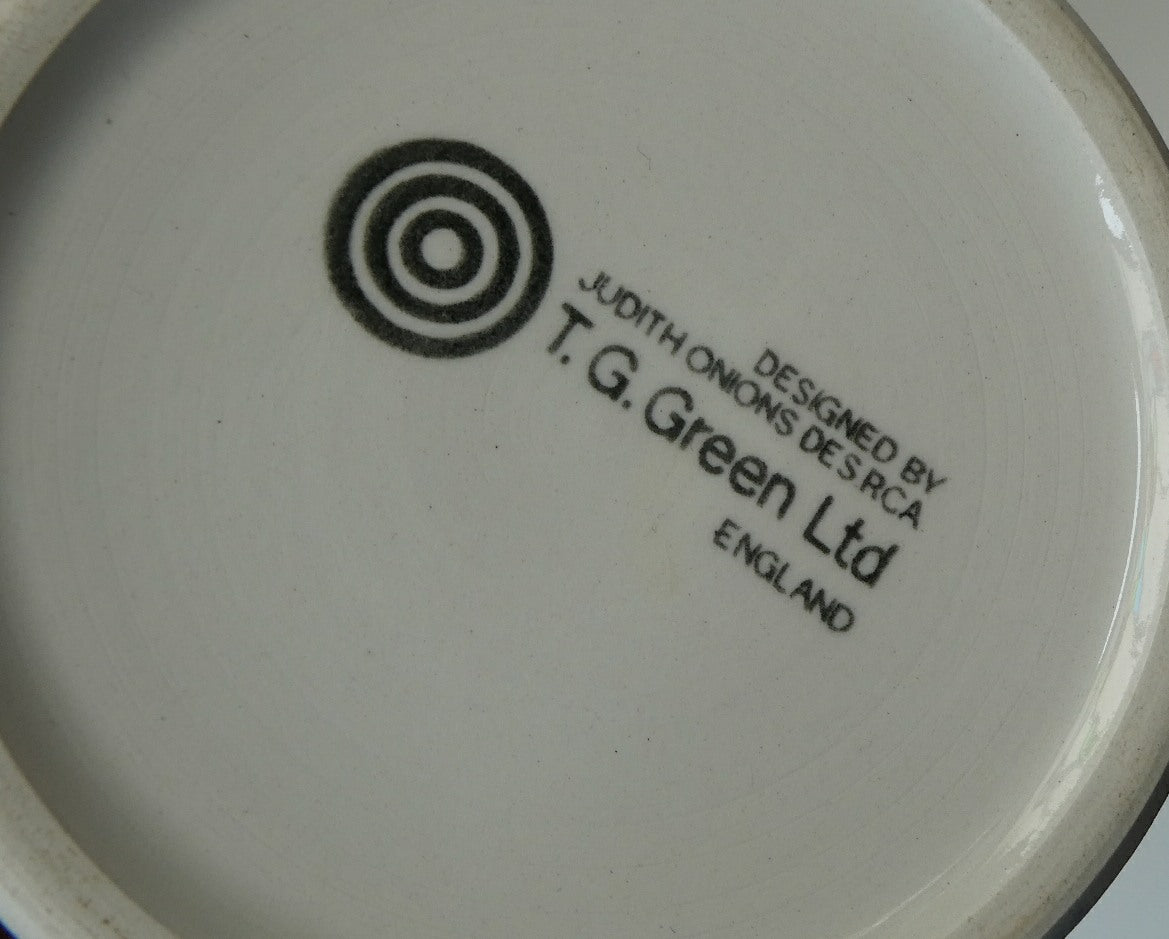 DESIGNED BY
JUDITH ONIONS DES RCA
T. G. Green Ltd
ENGLAND